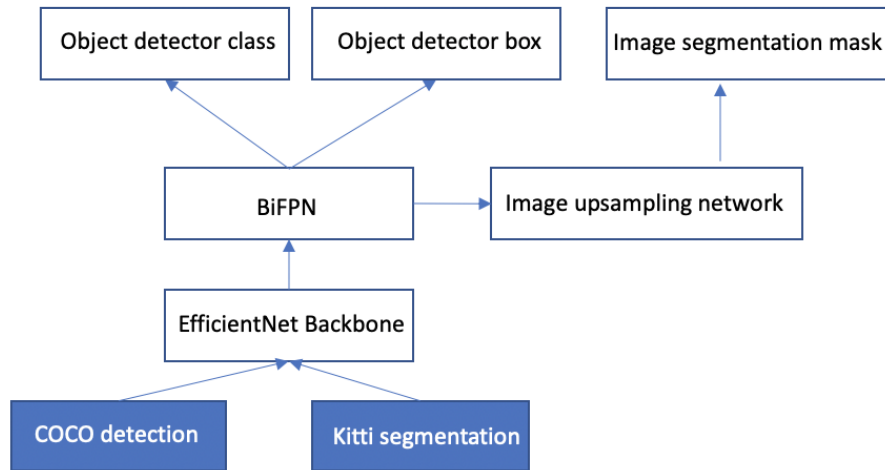 Object detector class
Object detector box
Image segmentation mask
BiFPN
Image upsampling network
EfficientNet Backbone
COCO detection
Kitti segmentation